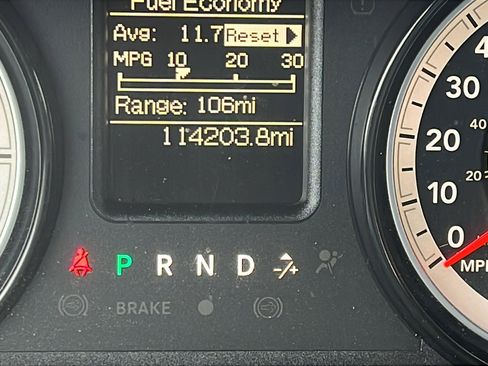 Fuel Economy
Avg: 11.7 Reset
MPG 10 20 30
Range: 106mi
114203.8mi
P R N D -/+
BRAKE
30
20
10
0
40
20
MPH